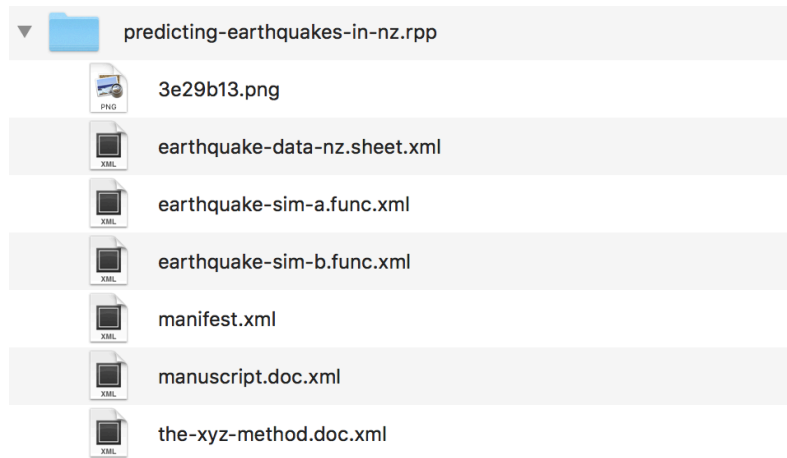 predicting-earthquakes-in-nz.rpp
PNG
3e29b13.png
XML
earthquake-data-nz.sheet.xml
XML
earthquake-sim-a.func.xml
XML
earthquake-sim-b.func.xml
XML
manifest.xml
XML
manuscript.doc.xml
XML
the-xyz-method.doc.xml